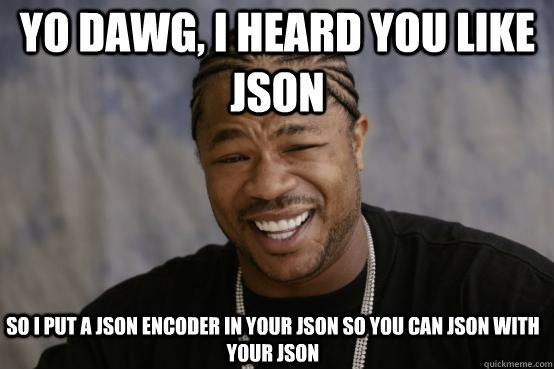 YO DAWG, I HEARD YOU LIKE
JSON
SO I PUT A JSON ENCODER IN YOUR JSON SO YOU CAN JSON WITH
YOUR JSON
quickmeme.com